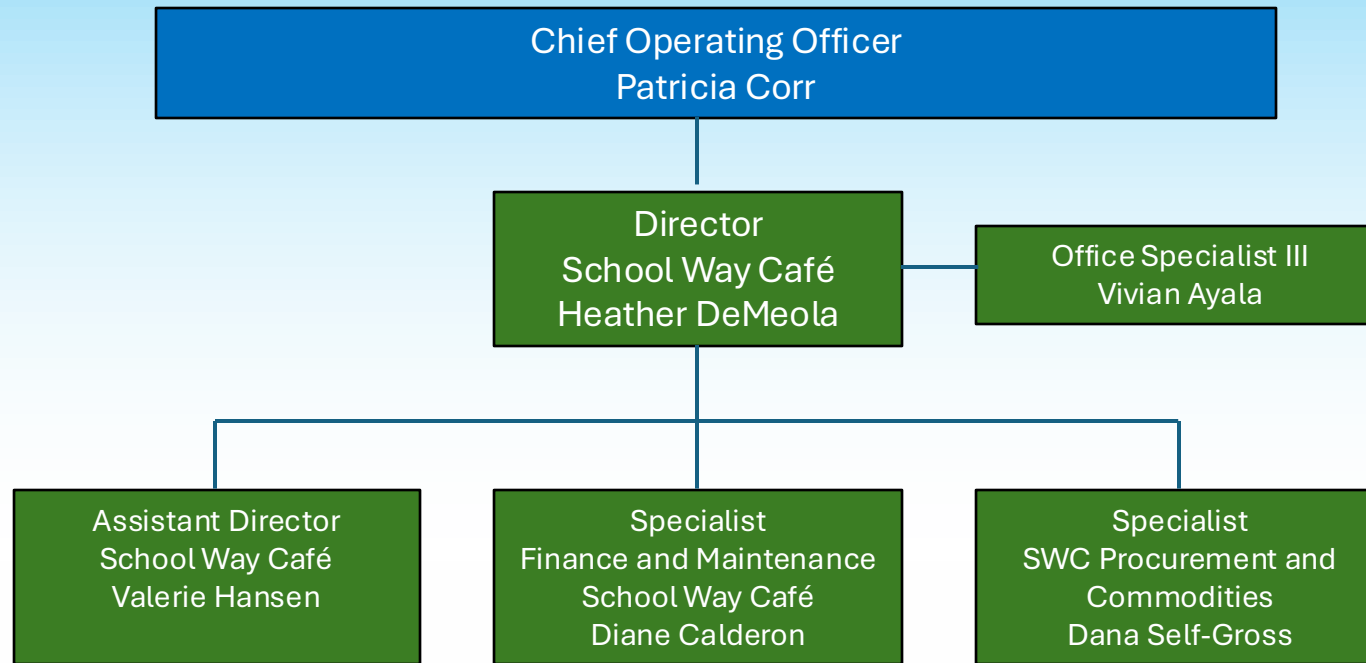 Chief Operating Officer
Patricia Corr
Director
School Way Café
Heather DeMeola
Office Specialist III
Vivian Ayala
Assistant Director
School Way Café
Valerie Hansen
Specialist
Finance and Maintenance
School Way Café
Diane Calderon
Specialist
SWC Procurement and
Commodities
Dana Self-Gross